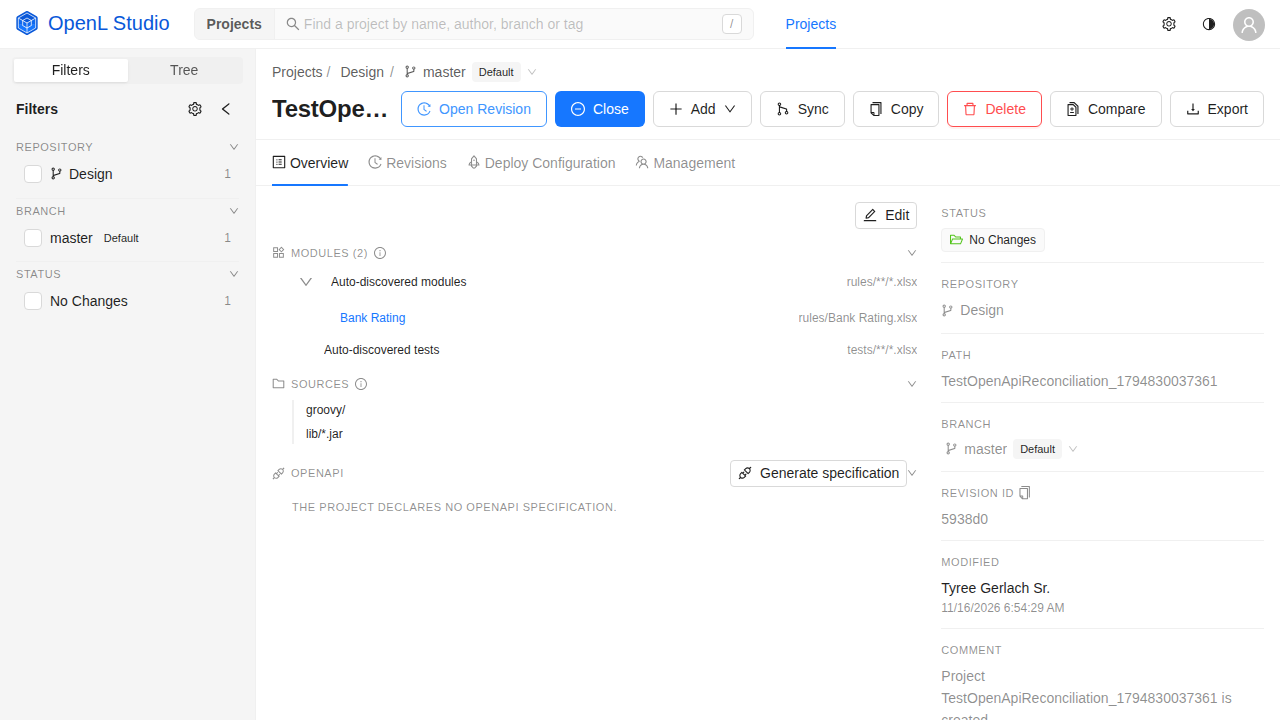 OpenL Studio
Projects
Find a project by name, author, branch or tag
/
Projects
Filters
Tree
Filters
REPOSITORY
Design
1
BRANCH
master
Default
1
STATUS
No Changes
1
Projects / Design / master Default
TestOpe...
Open Revision
Close
Add
Sync
Copy
Delete
Compare
Export
Overview
Revisions
Deploy Configuration
Management
Edit
MODULES (2)
Auto-discovered modules
rules/**/*.xlsx
Bank Rating
rules/Bank Rating.xlsx
Auto-discovered tests
tests/**/*.xlsx
SOURCES
groovy/
lib/*.jar
OPENAPI
Generate specification
THE PROJECT DECLARES NO OPENAPI SPECIFICATION.
STATUS
No Changes
REPOSITORY
Design
PATH
TestOpenApiReconciliation_1794830037361
BRANCH
master
Default
REVISION ID
5938d0
MODIFIED
Tyree Gerlach Sr.
11/16/2026 6:54:29 AM
COMMENT
Project
TestOpenApiReconciliation_1794830037361 is
created.